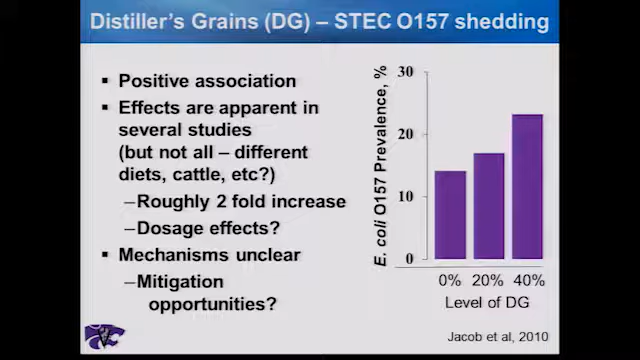 Distiller's Grains (DG) – STEC O157 shedding
▪ Positive association
▪ Effects are apparent in
several studies
(but not all – different
diets, cattle, etc?)
–Roughly 2 fold increase
–Dosage effects?
▪ Mechanisms unclear
–Mitigation
opportunities?
E. coli O157 Prevalence, %
30
20
10
0
0% 20% 40%
Level of DG
Jacob et al, 2010